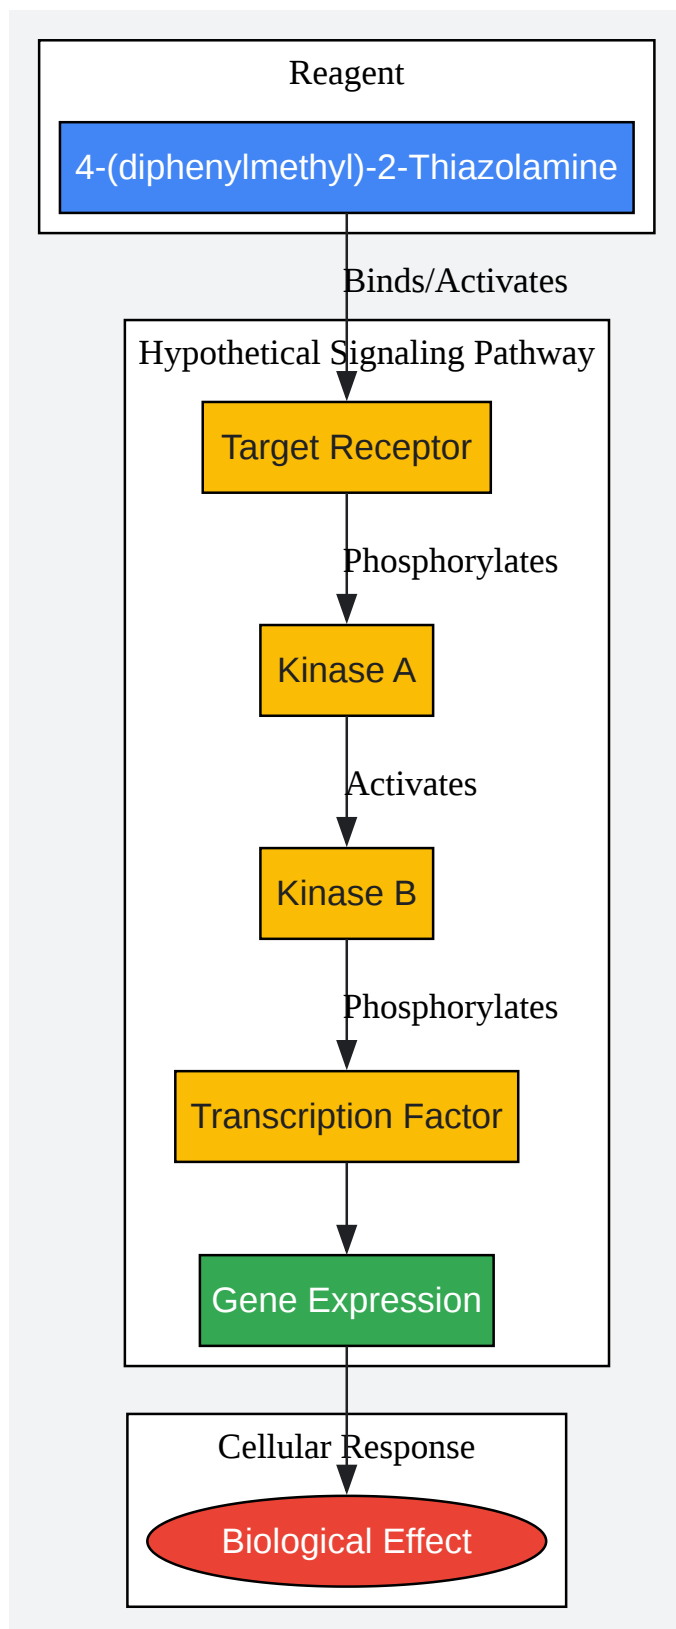 Reagent
4-(diphenylmethyl)-2-Thiazolamine
Binds/Activates
Hypothetical Signaling Pathway
Target Receptor
Phosphorylates
Kinase A
Activates
Kinase B
Phosphorylates
Transcription Factor
Gene Expression
Cellular Response
Biological Effect